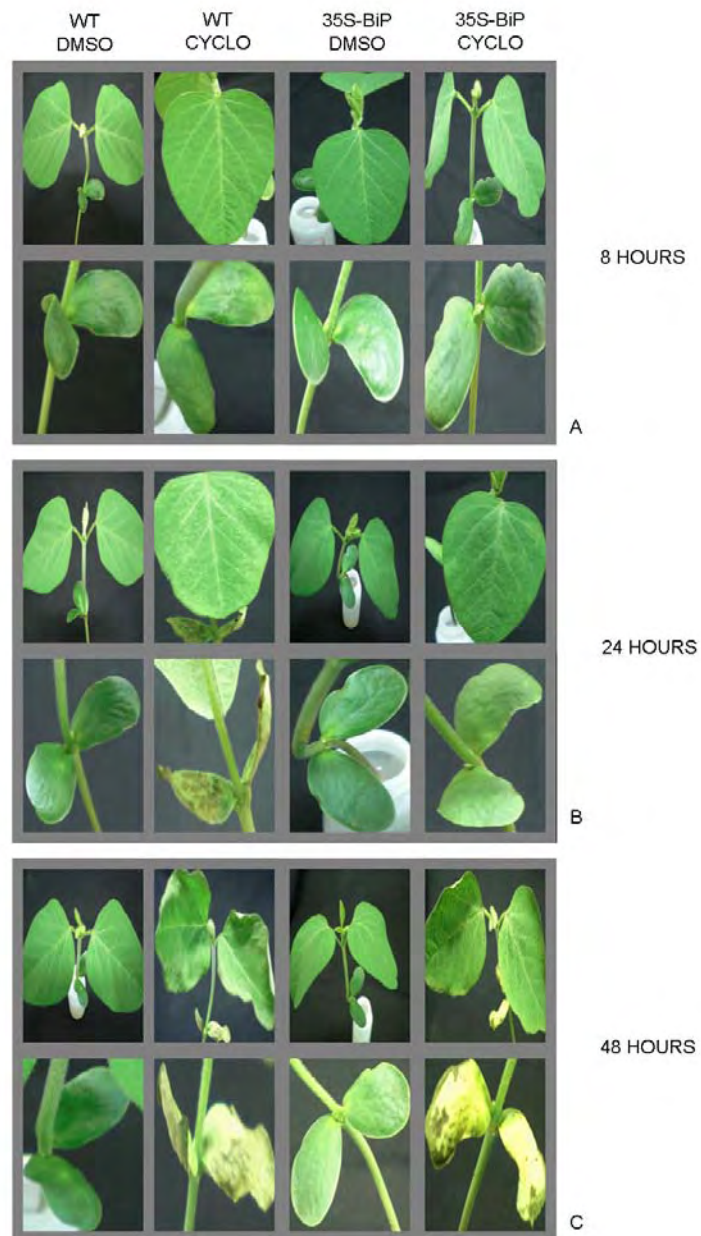 WT
DMSO
WT
CYCLO
35S-BiP
DMSO
35S-BiP
CYCLO
8 HOURS
A
24 HOURS
B
48 HOURS
C